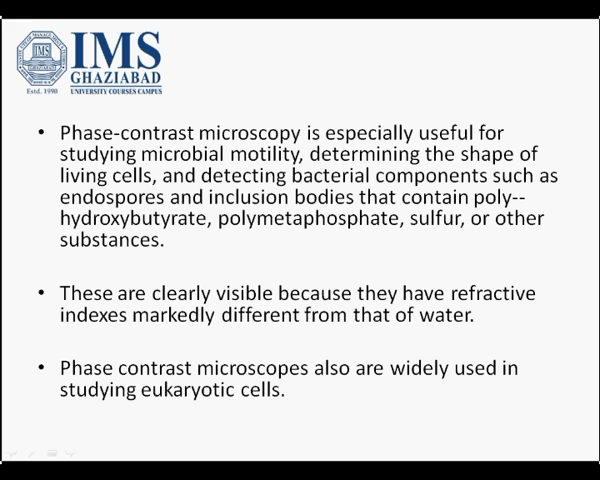 IMS
GHAZIABAD
Estd. 1990
UNIVERSITY COURSES CAMPUS
• Phase-contrast microscopy is especially useful for
studying microbial motility, determining the shape of
living cells, and detecting bacterial components such as
endospores and inclusion bodies that contain poly--
hydroxybutyrate, polymetaphosphate, sulfur, or other
substances.
• These are clearly visible because they have refractive
indexes markedly different from that of water.
• Phase contrast microscopes also are widely used in
studying eukaryotic cells.